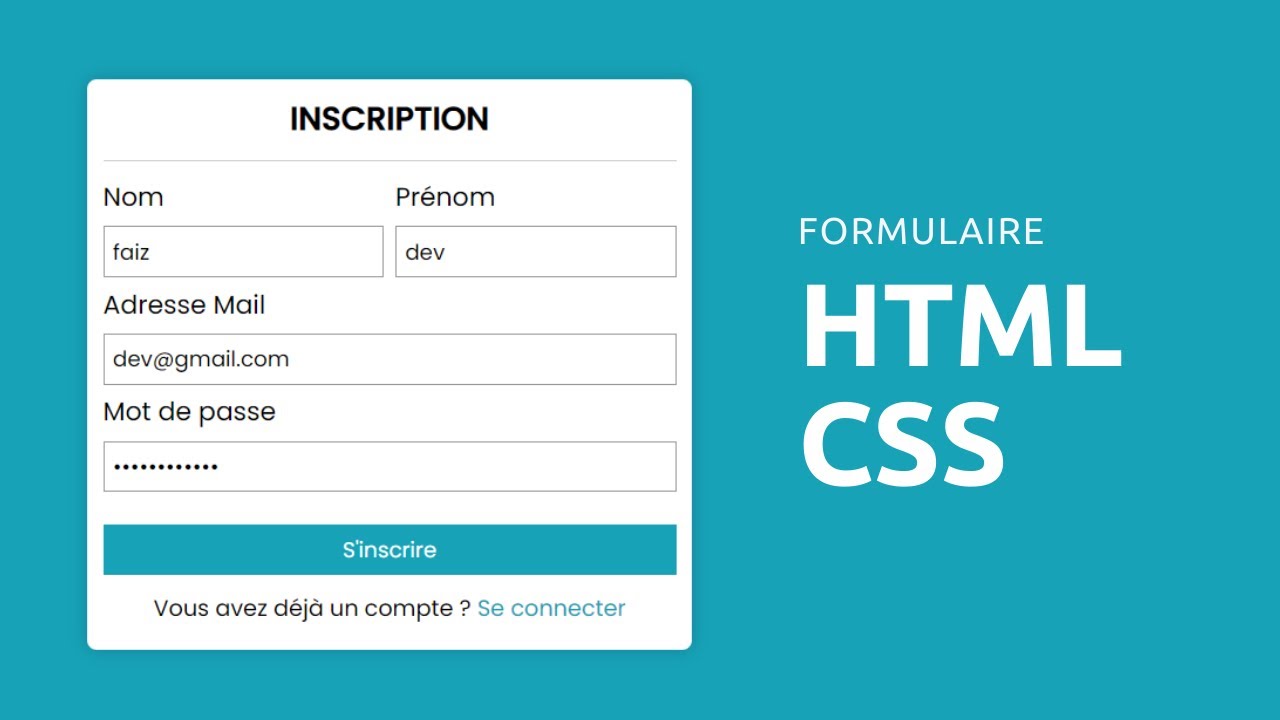 INSCRIPTION
Nom
Prénom
faiz
dev
Adresse Mail
dev@gmail.com
Mot de passe
••••••••••••
S'inscrire
Vous avez déjà un compte ? Se connecter
FORMULAIRE
HTML
CSS